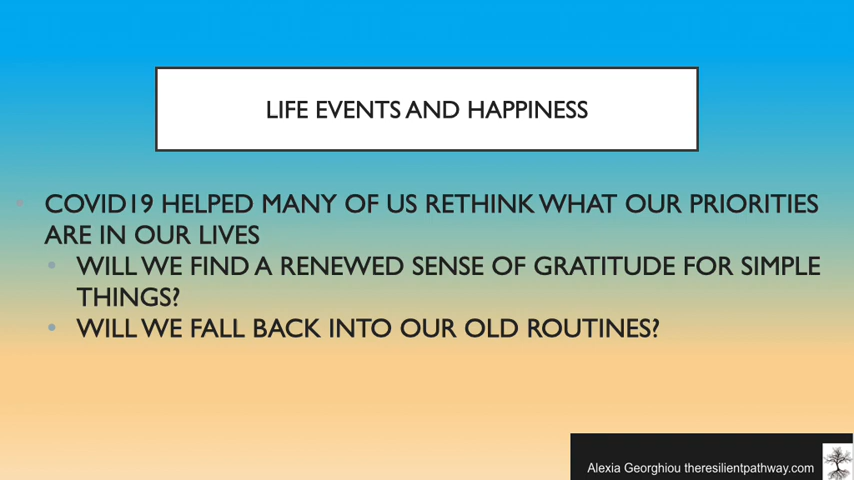 LIFE EVENTS AND HAPPINESS
COVID19 HELPED MANY OF US RETHINK WHAT OUR PRIORITIES
ARE IN OUR LIVES
WILL WE FIND A RENEWED SENSE OF GRATITUDE FOR SIMPLE
THINGS?
WILL WE FALL BACK INTO OUR OLD ROUTINES?
Alexia Georghiou theresilientpathway.com